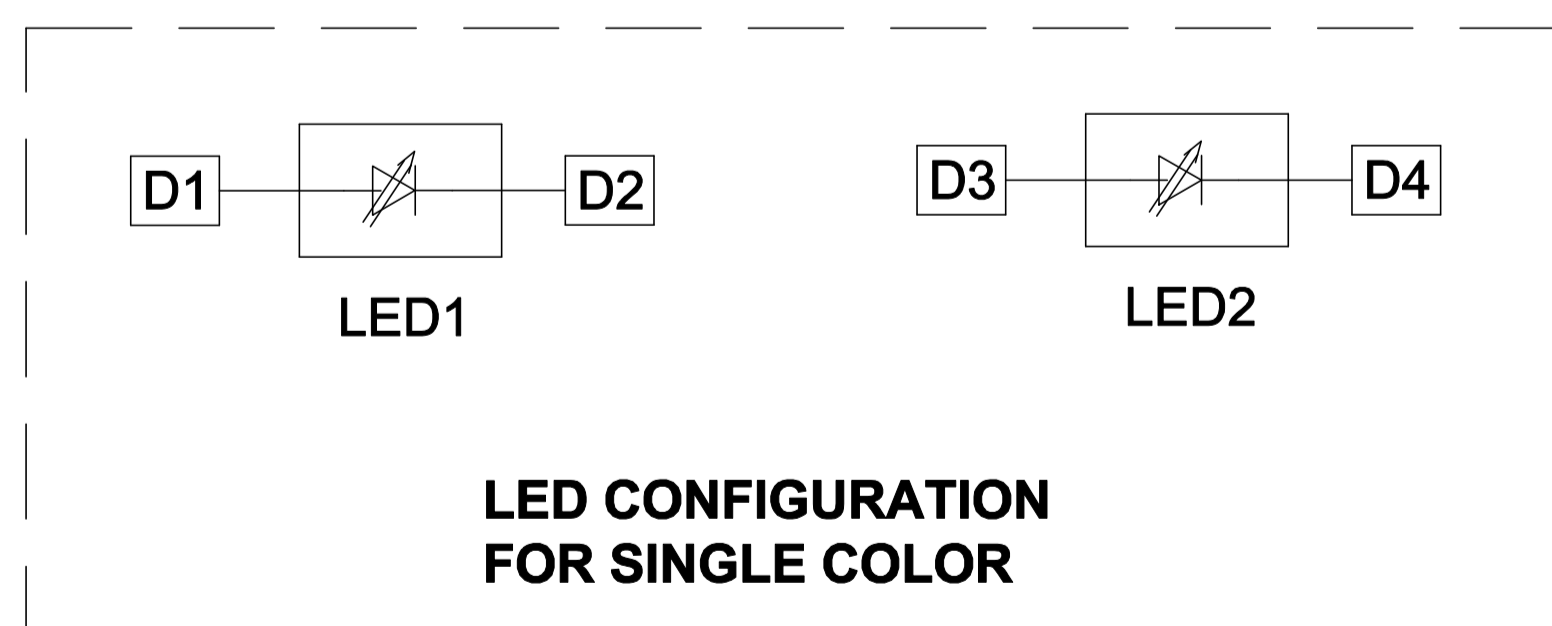 D1
D2
LED1
D3
D4
LED2
LED CONFIGURATION
FOR SINGLE COLOR